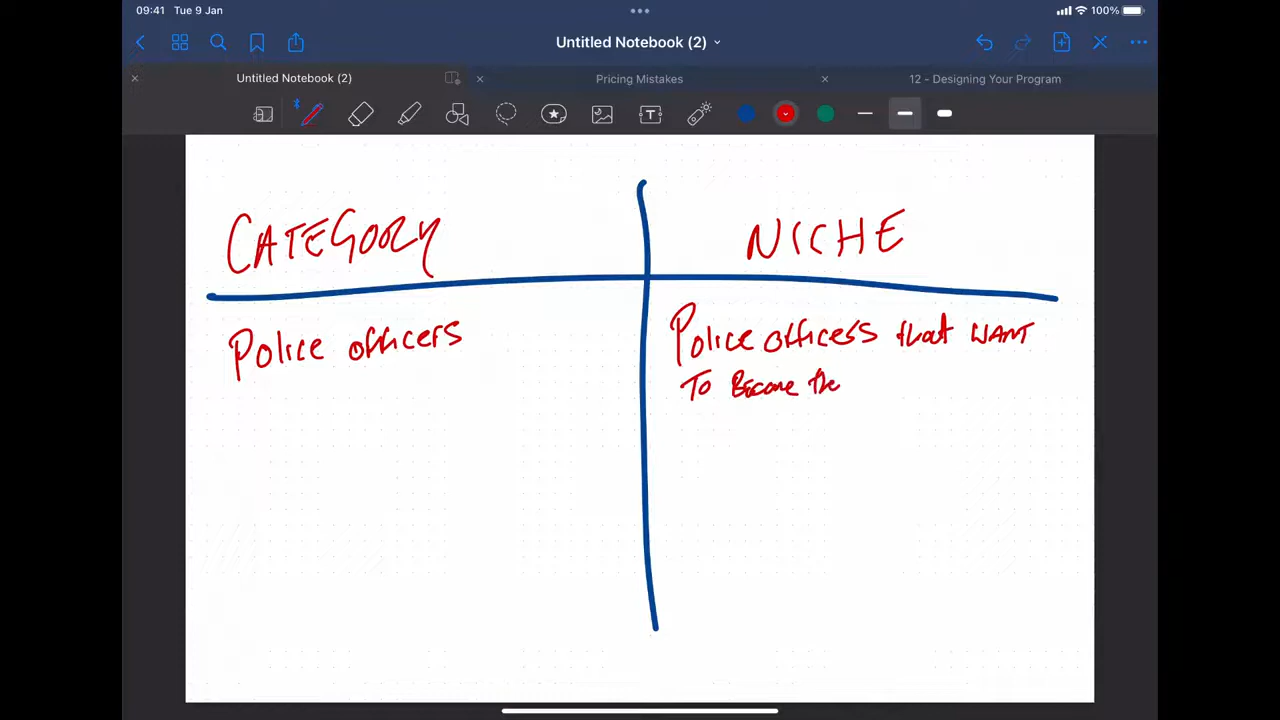 09:41 Tue 9 Jan
100%
Untitled Notebook (2)
Untitled Notebook (2)
Pricing Mistakes
12 - Designing Your Program
CATEGORY
NICHE
Police officers
Police officers that WANT
To Become the